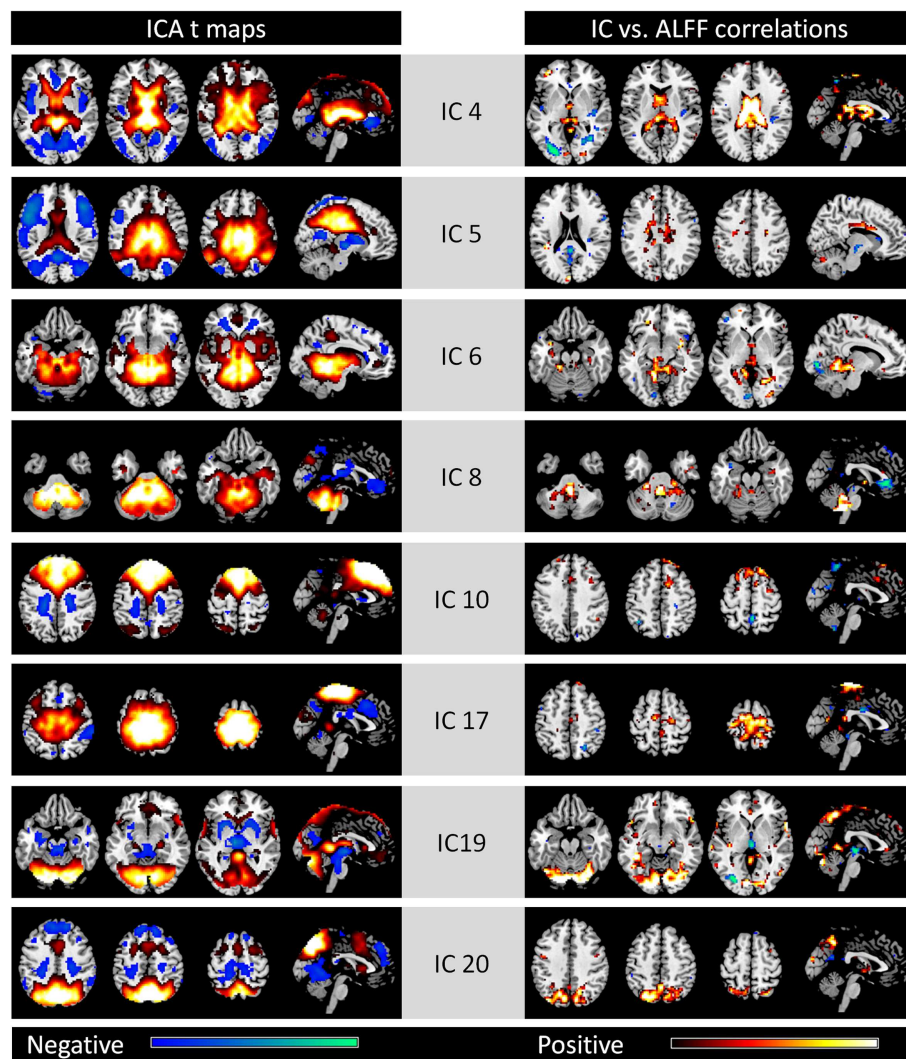 ICA t maps
IC vs. ALFF correlations
IC 4
IC 5
IC 6
IC 8
IC 10
IC 17
IC19
IC 20
Negative
Positive